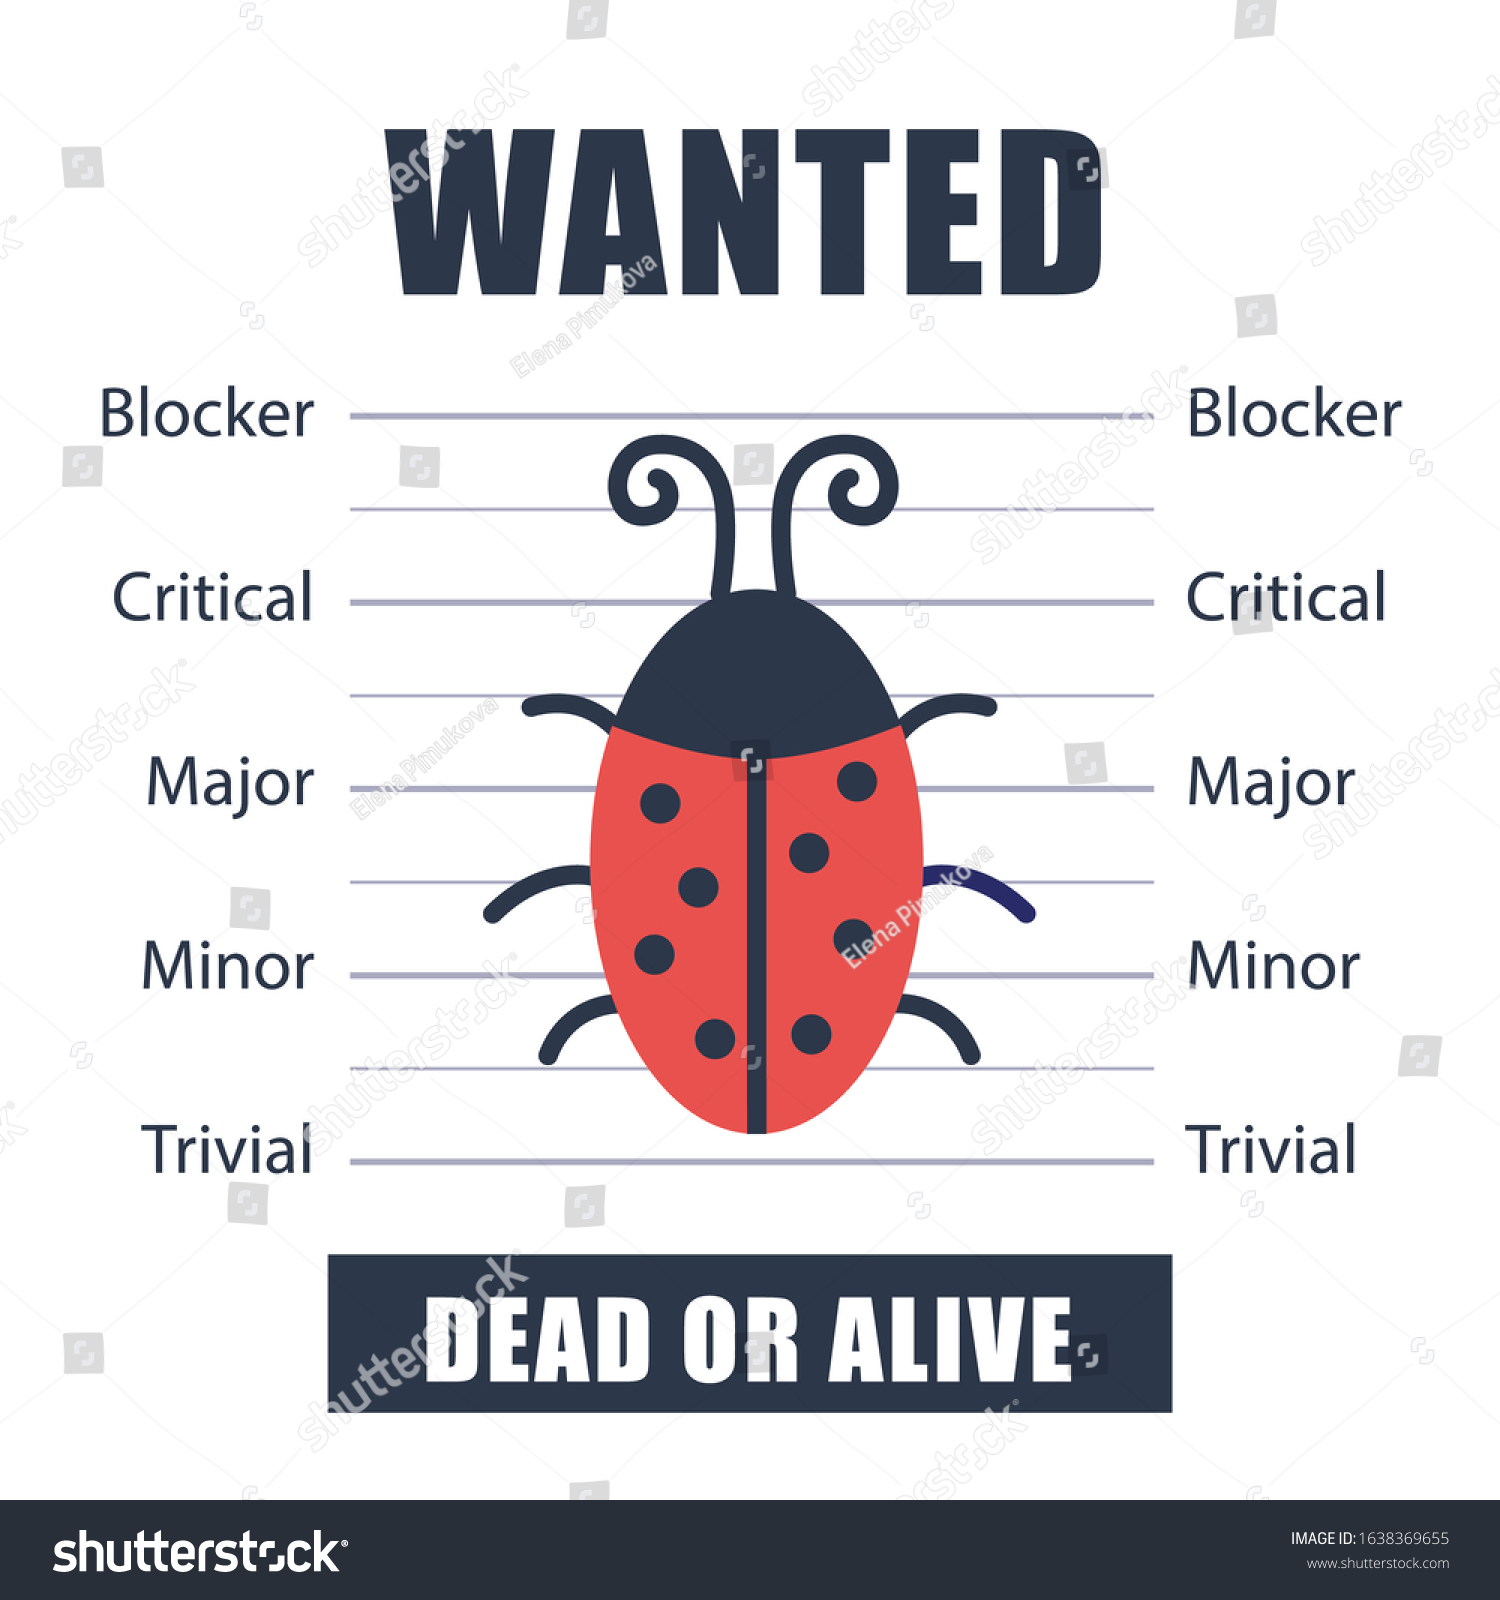 WANTED
Blocker Blocker
Critical Critical
Major Major
Minor Minor
Trivial Trivial
DEAD OR ALIVE
shutterstock
Elena Pimukova
shutterstock
IMAGE ID: 1638369655
www.shutterstock.com